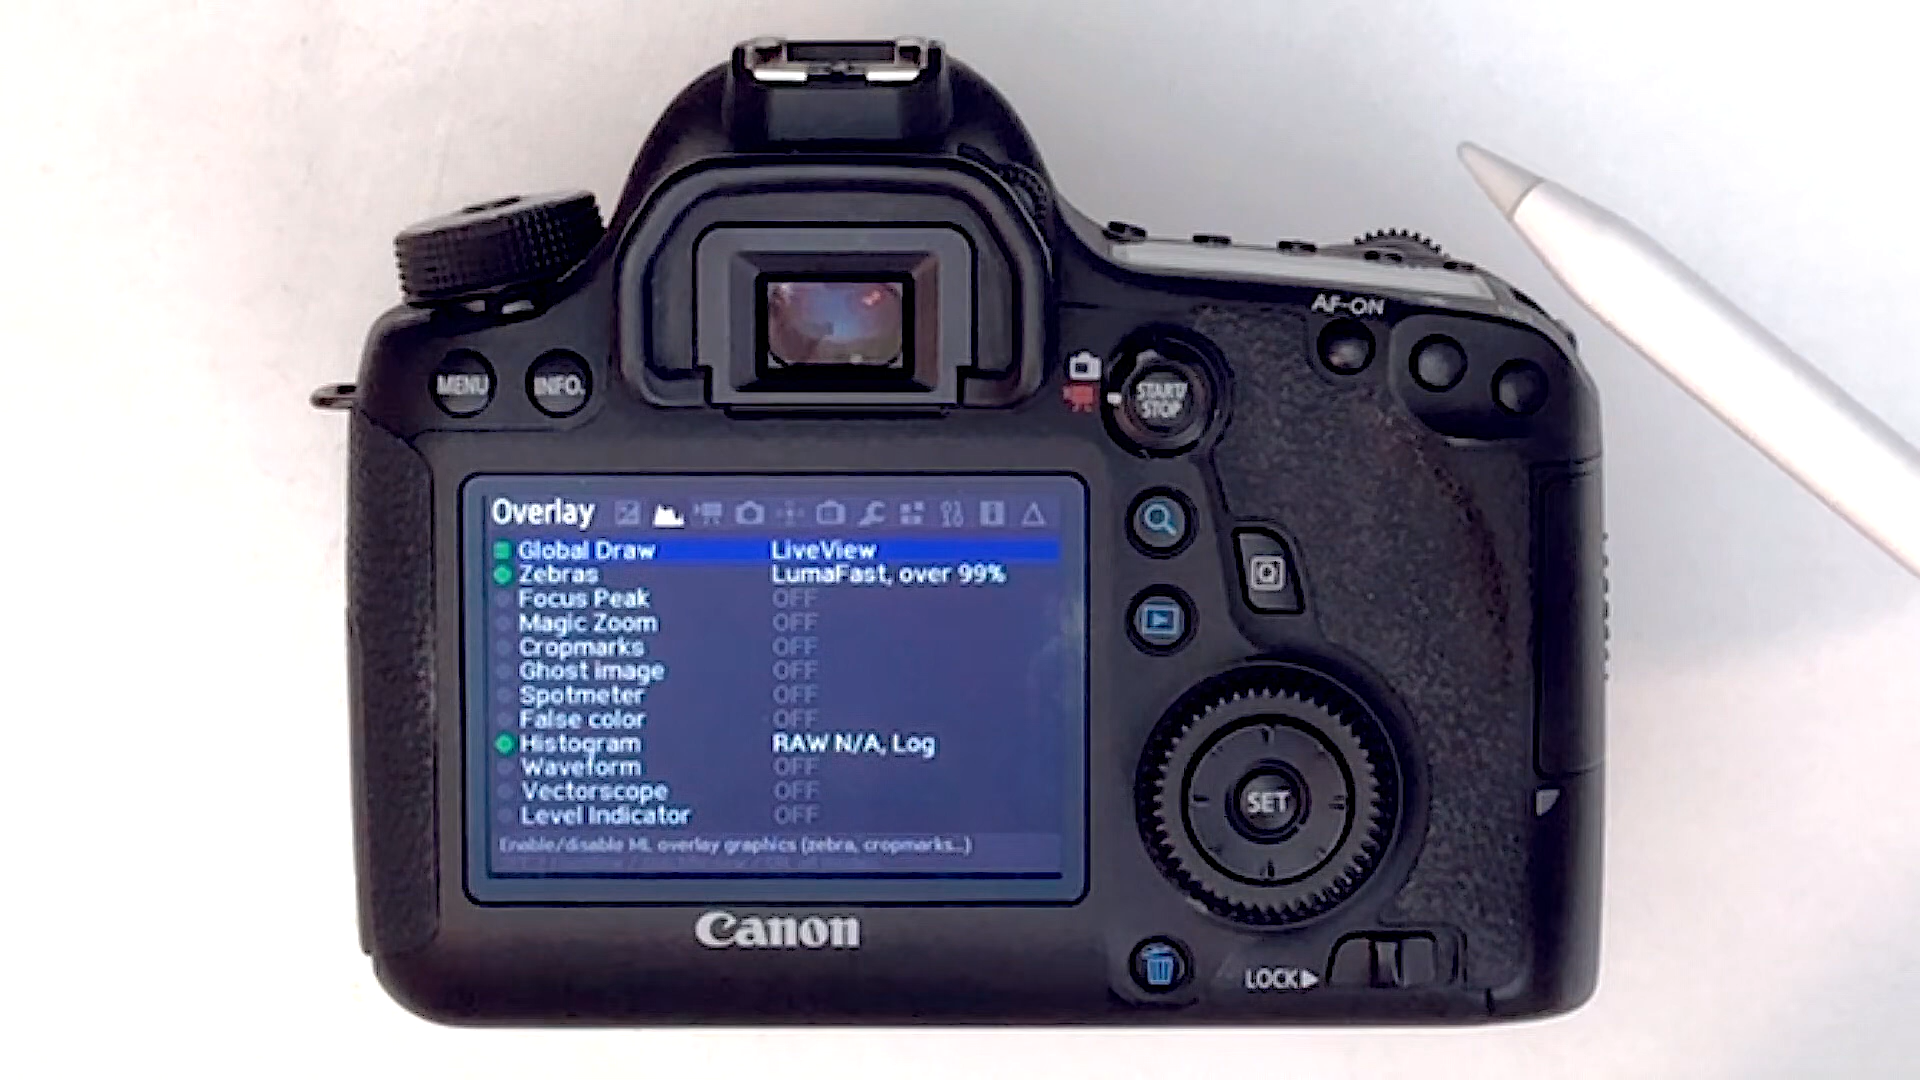 AF-ON
MENU
INFO.
START/
STOP
Overlay
Global Draw LiveView
Zebras LumaFast, over 99%
Focus Peak OFF
Magic Zoom OFF
Cropmarks OFF
Ghost image OFF
Spotmeter OFF
False color OFF
Histogram RAW N/A, Log
Waveform OFF
Vectorscope OFF
Level Indicator OFF
Enable/disable ML overlay graphics (zebra, cropmarks...)
SET
Canon
LOCK